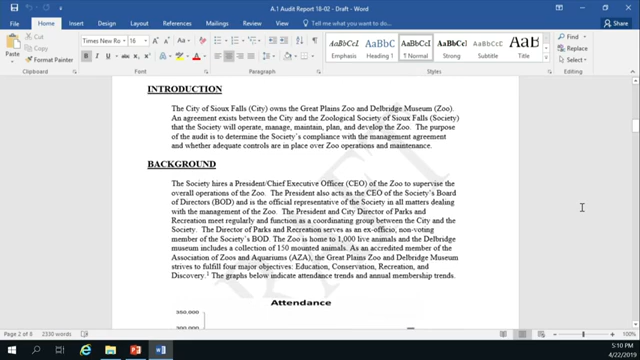 A.1 Audit Report 18-02 - Draft - Word
File Home Insert Design Layout References Mailings Review View Tell me what you want to do...
Share
Cut
Copy
Paste
Format Painter
Times New Ro 16
AaBbCcI AaBbC AaBbCcI AaBbCcI AaBbCcI AaBbCcI AaB
Emphasis Heading 1 1 Normal Strong Subtitle Title
Find
Replace
Select
Clipboard Font Paragraph Styles Editing
INTRODUCTION
The City of Sioux Falls (City) owns the Great Plains Zoo and Delbridge Museum (Zoo).
An agreement exists between the City and the Zoological Society of Sioux Falls (Society)
that the Society will operate, manage, maintain, plan, and develop the Zoo. The purpose
of the audit is to determine the Society's compliance with the management agreement
and whether adequate controls are in place over Zoo operations and maintenance.
BACKGROUND
The Society hires a President/Chief Executive Officer (CEO) of the Zoo to supervise the
overall operations of the Zoo. The President also acts as the CEO of the Society's Board
of Directors (BOD) and is the official representative of the Society in all matters dealing
with the management of the Zoo. The President and City Director of Parks and
Recreation meet regularly and function as a coordinating group between the City and the
Society. The Director of Parks and Recreation serves as an ex-officio, non-voting
member of the Society's BOD. The Zoo is home to 1,000 live animals and the Delbridge
museum includes a collection of 150 mounted animals. As an accredited member of the
Association of Zoos and Aquariums (AZA), the Great Plains Zoo and Delbridge Museum
strives to fulfill four major objectives: Education, Conservation, Recreation, and
Discovery.1 The graphs below indicate attendance trends and annual membership trends.
Attendance
350,000
300,000
DRAFT
Page 2 of 8 2330 words
100%
5:10 PM
4/22/2019